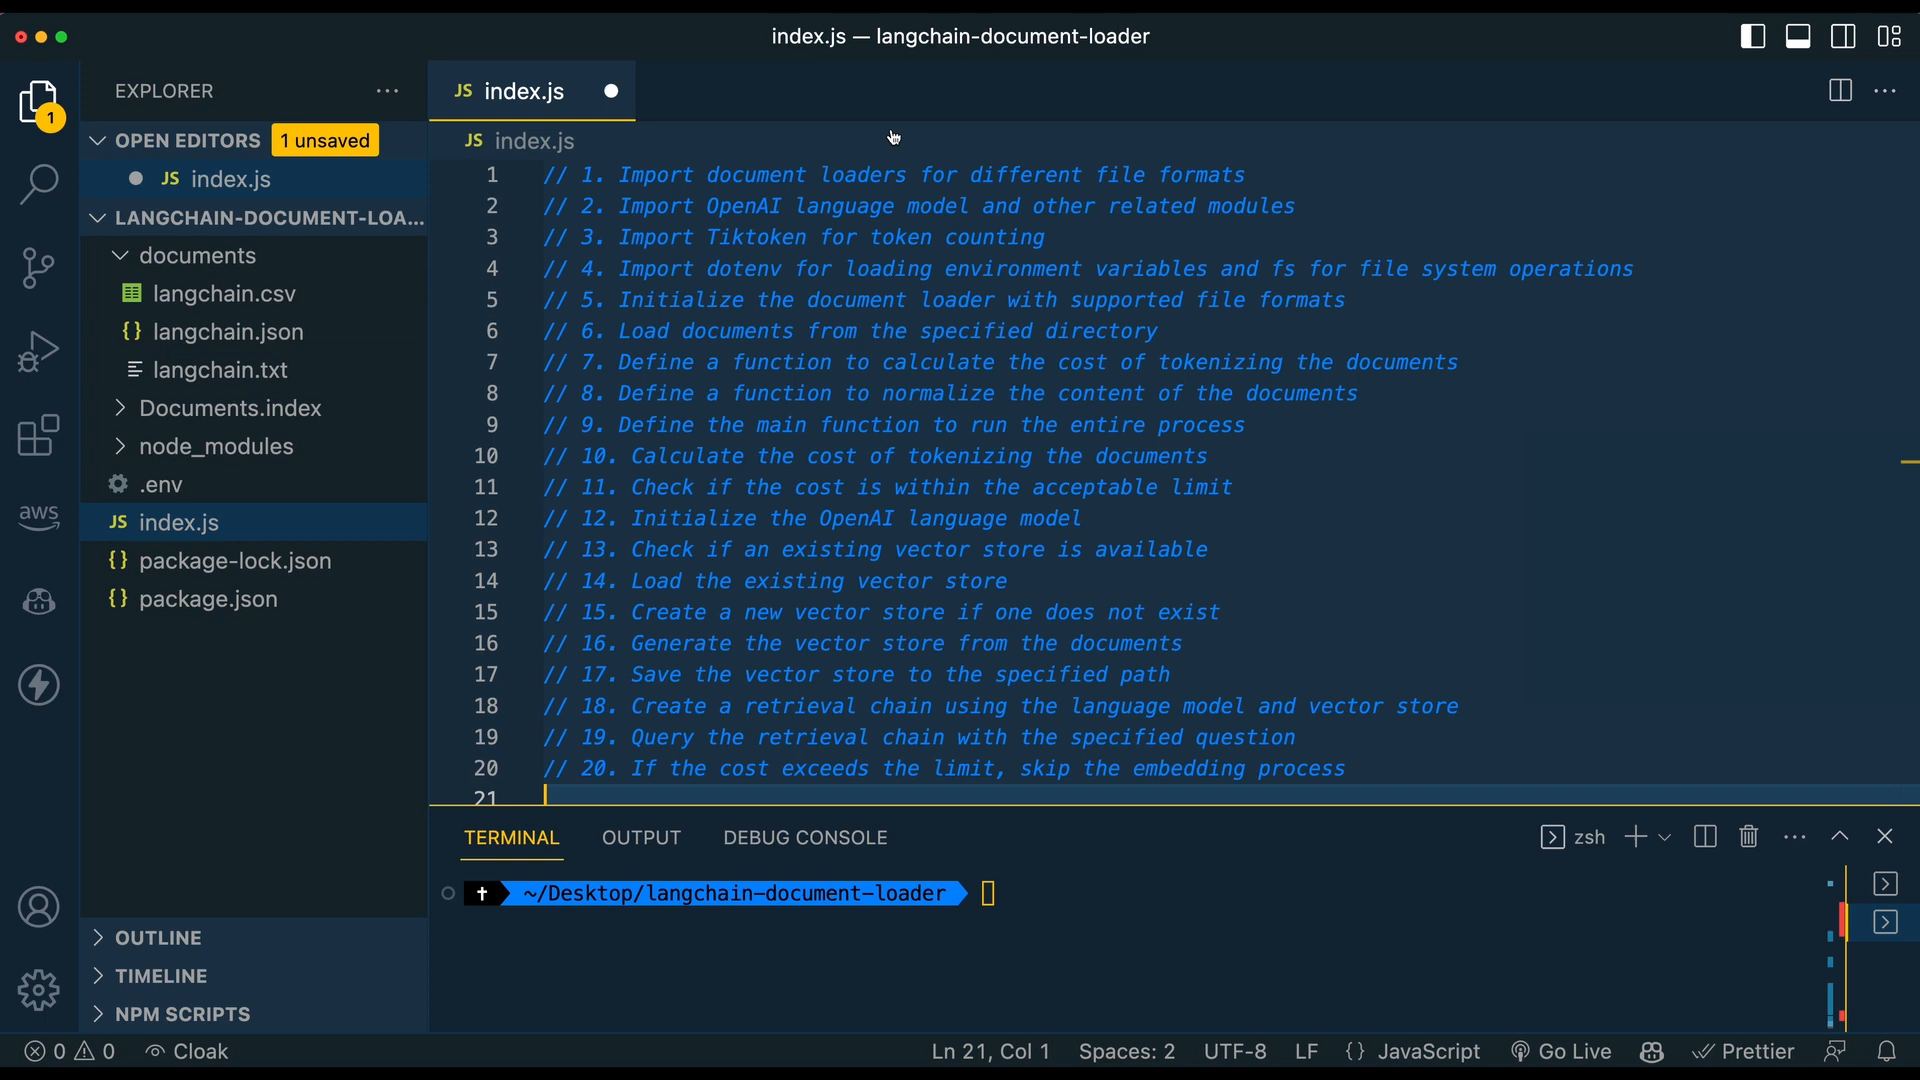 index.js — langchain-document-loader
EXPLORER
JS index.js
1
OPEN EDITORS 1 unsaved
JS index.js
JS index.js
LANGCHAIN-DOCUMENT-LOA...
documents
langchain.csv
{} langchain.json
langchain.txt
Documents.index
node_modules
.env
JS index.js
{} package-lock.json
{} package.json
aws
OUTLINE
TIMELINE
NPM SCRIPTS
1 // 1. Import document loaders for different file formats
2 // 2. Import OpenAI language model and other related modules
3 // 3. Import Tiktoken for token counting
4 // 4. Import dotenv for loading environment variables and fs for file system operations
5 // 5. Initialize the document loader with supported file formats
6 // 6. Load documents from the specified directory
7 // 7. Define a function to calculate the cost of tokenizing the documents
8 // 8. Define a function to normalize the content of the documents
9 // 9. Define the main function to run the entire process
10 // 10. Calculate the cost of tokenizing the documents
11 // 11. Check if the cost is within the acceptable limit
12 // 12. Initialize the OpenAI language model
13 // 13. Check if an existing vector store is available
14 // 14. Load the existing vector store
15 // 15. Create a new vector store if one does not exist
16 // 16. Generate the vector store from the documents
17 // 17. Save the vector store to the specified path
18 // 18. Create a retrieval chain using the language model and vector store
19 // 19. Query the retrieval chain with the specified question
20 // 20. If the cost exceeds the limit, skip the embedding process
21
TERMINAL OUTPUT DEBUG CONSOLE zsh
~/Desktop/langchain-document-loader
0 0 Cloak Ln 21, Col 1 Spaces: 2 UTF-8 LF {} JavaScript Go Live Prettier